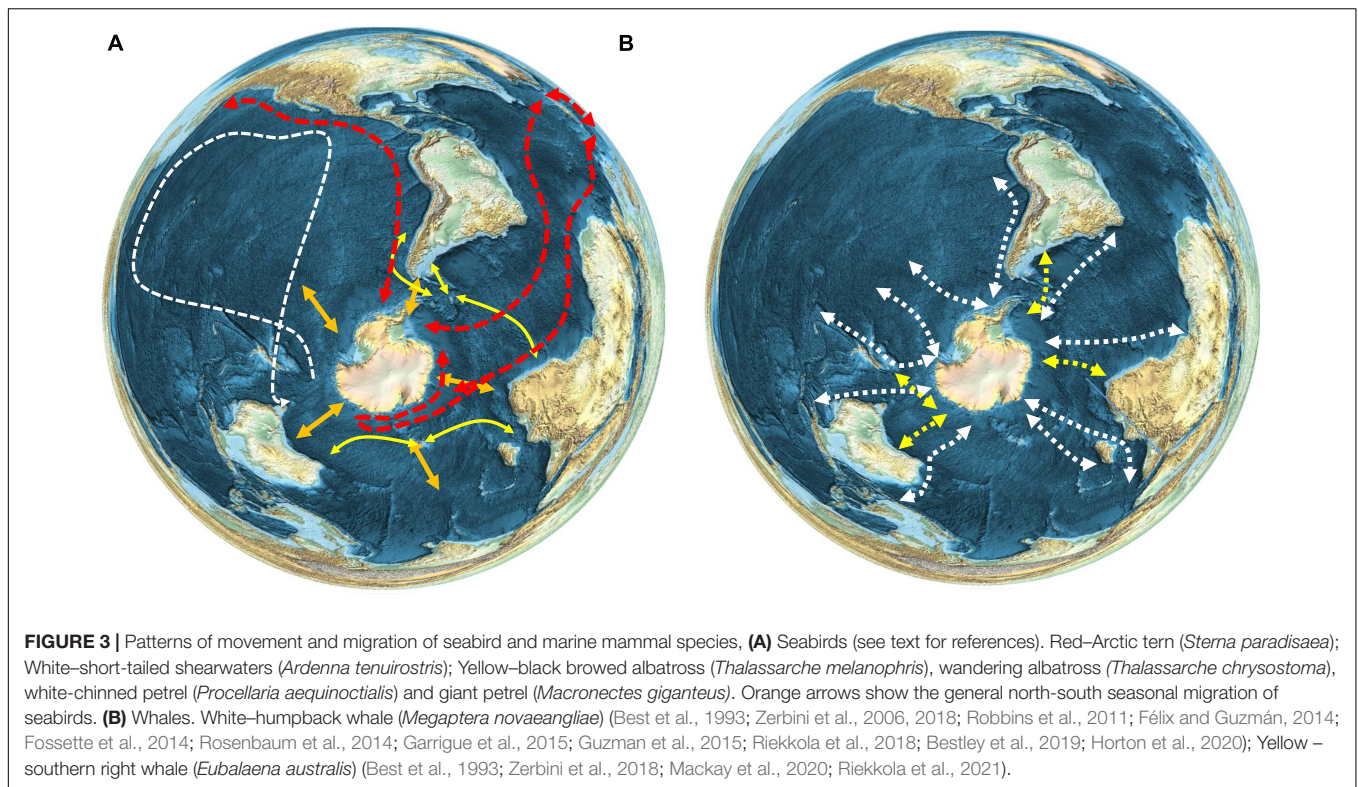 A
B
FIGURE 3 | Patterns of movement and migration of seabird and marine mammal species, (A) Seabirds (see text for references). Red–Arctic tern (Sterna paradisaea);
White–short-tailed shearwaters (Ardenna tenuirostris); Yellow–black browed albatross (Thalassarche melanophris), wandering albatross (Thalassarche chrysostoma),
white-chinned petrel (Procellaria aequinoctialis) and giant petrel (Macronectes giganteus). Orange arrows show the general north-south seasonal migration of
seabirds. (B) Whales. White–humpback whale (Megaptera novaeangliae) (Best et al., 1993; Zerbini et al., 2006, 2018; Robbins et al., 2011; Félix and Guzmán, 2014;
Fossette et al., 2014; Rosenbaum et al., 2014; Garrigue et al., 2015; Guzman et al., 2015; Riekkola et al., 2018; Bestley et al., 2019; Horton et al., 2020); Yellow –
southern right whale (Eubalaena australis) (Best et al., 1993; Zerbini et al., 2018; Mackay et al., 2020; Riekkola et al., 2021).